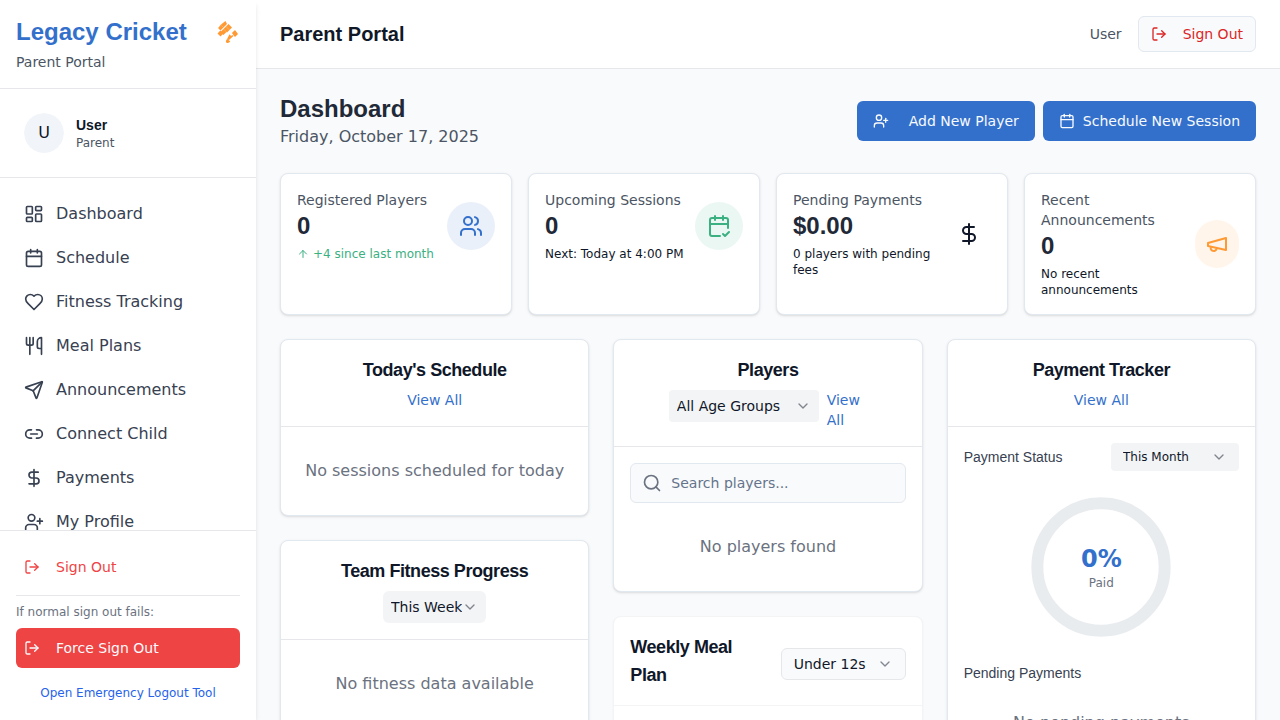 Legacy Cricket
Parent Portal
U
User
Parent
Dashboard
Schedule
Fitness Tracking
Meal Plans
Announcements
Connect Child
Payments
My Profile
Sign Out
If normal sign out fails:
Force Sign Out
Open Emergency Logout Tool
Parent Portal
User
Sign Out
Dashboard
Friday, October 17, 2025
Add New Player
Schedule New Session
Registered Players
0
+4 since last month
Upcoming Sessions
0
Next: Today at 4:00 PM
Pending Payments
$0.00
0 players with pending
fees
Recent
Announcements
0
No recent
announcements
Today's Schedule
View All
No sessions scheduled for today
Team Fitness Progress
This Week
No fitness data available
Players
All Age Groups
View
All
Search players...
No players found
Weekly Meal
Plan
Under 12s
Payment Tracker
View All
Payment Status
This Month
0%
Paid
Pending Payments
No pending payments